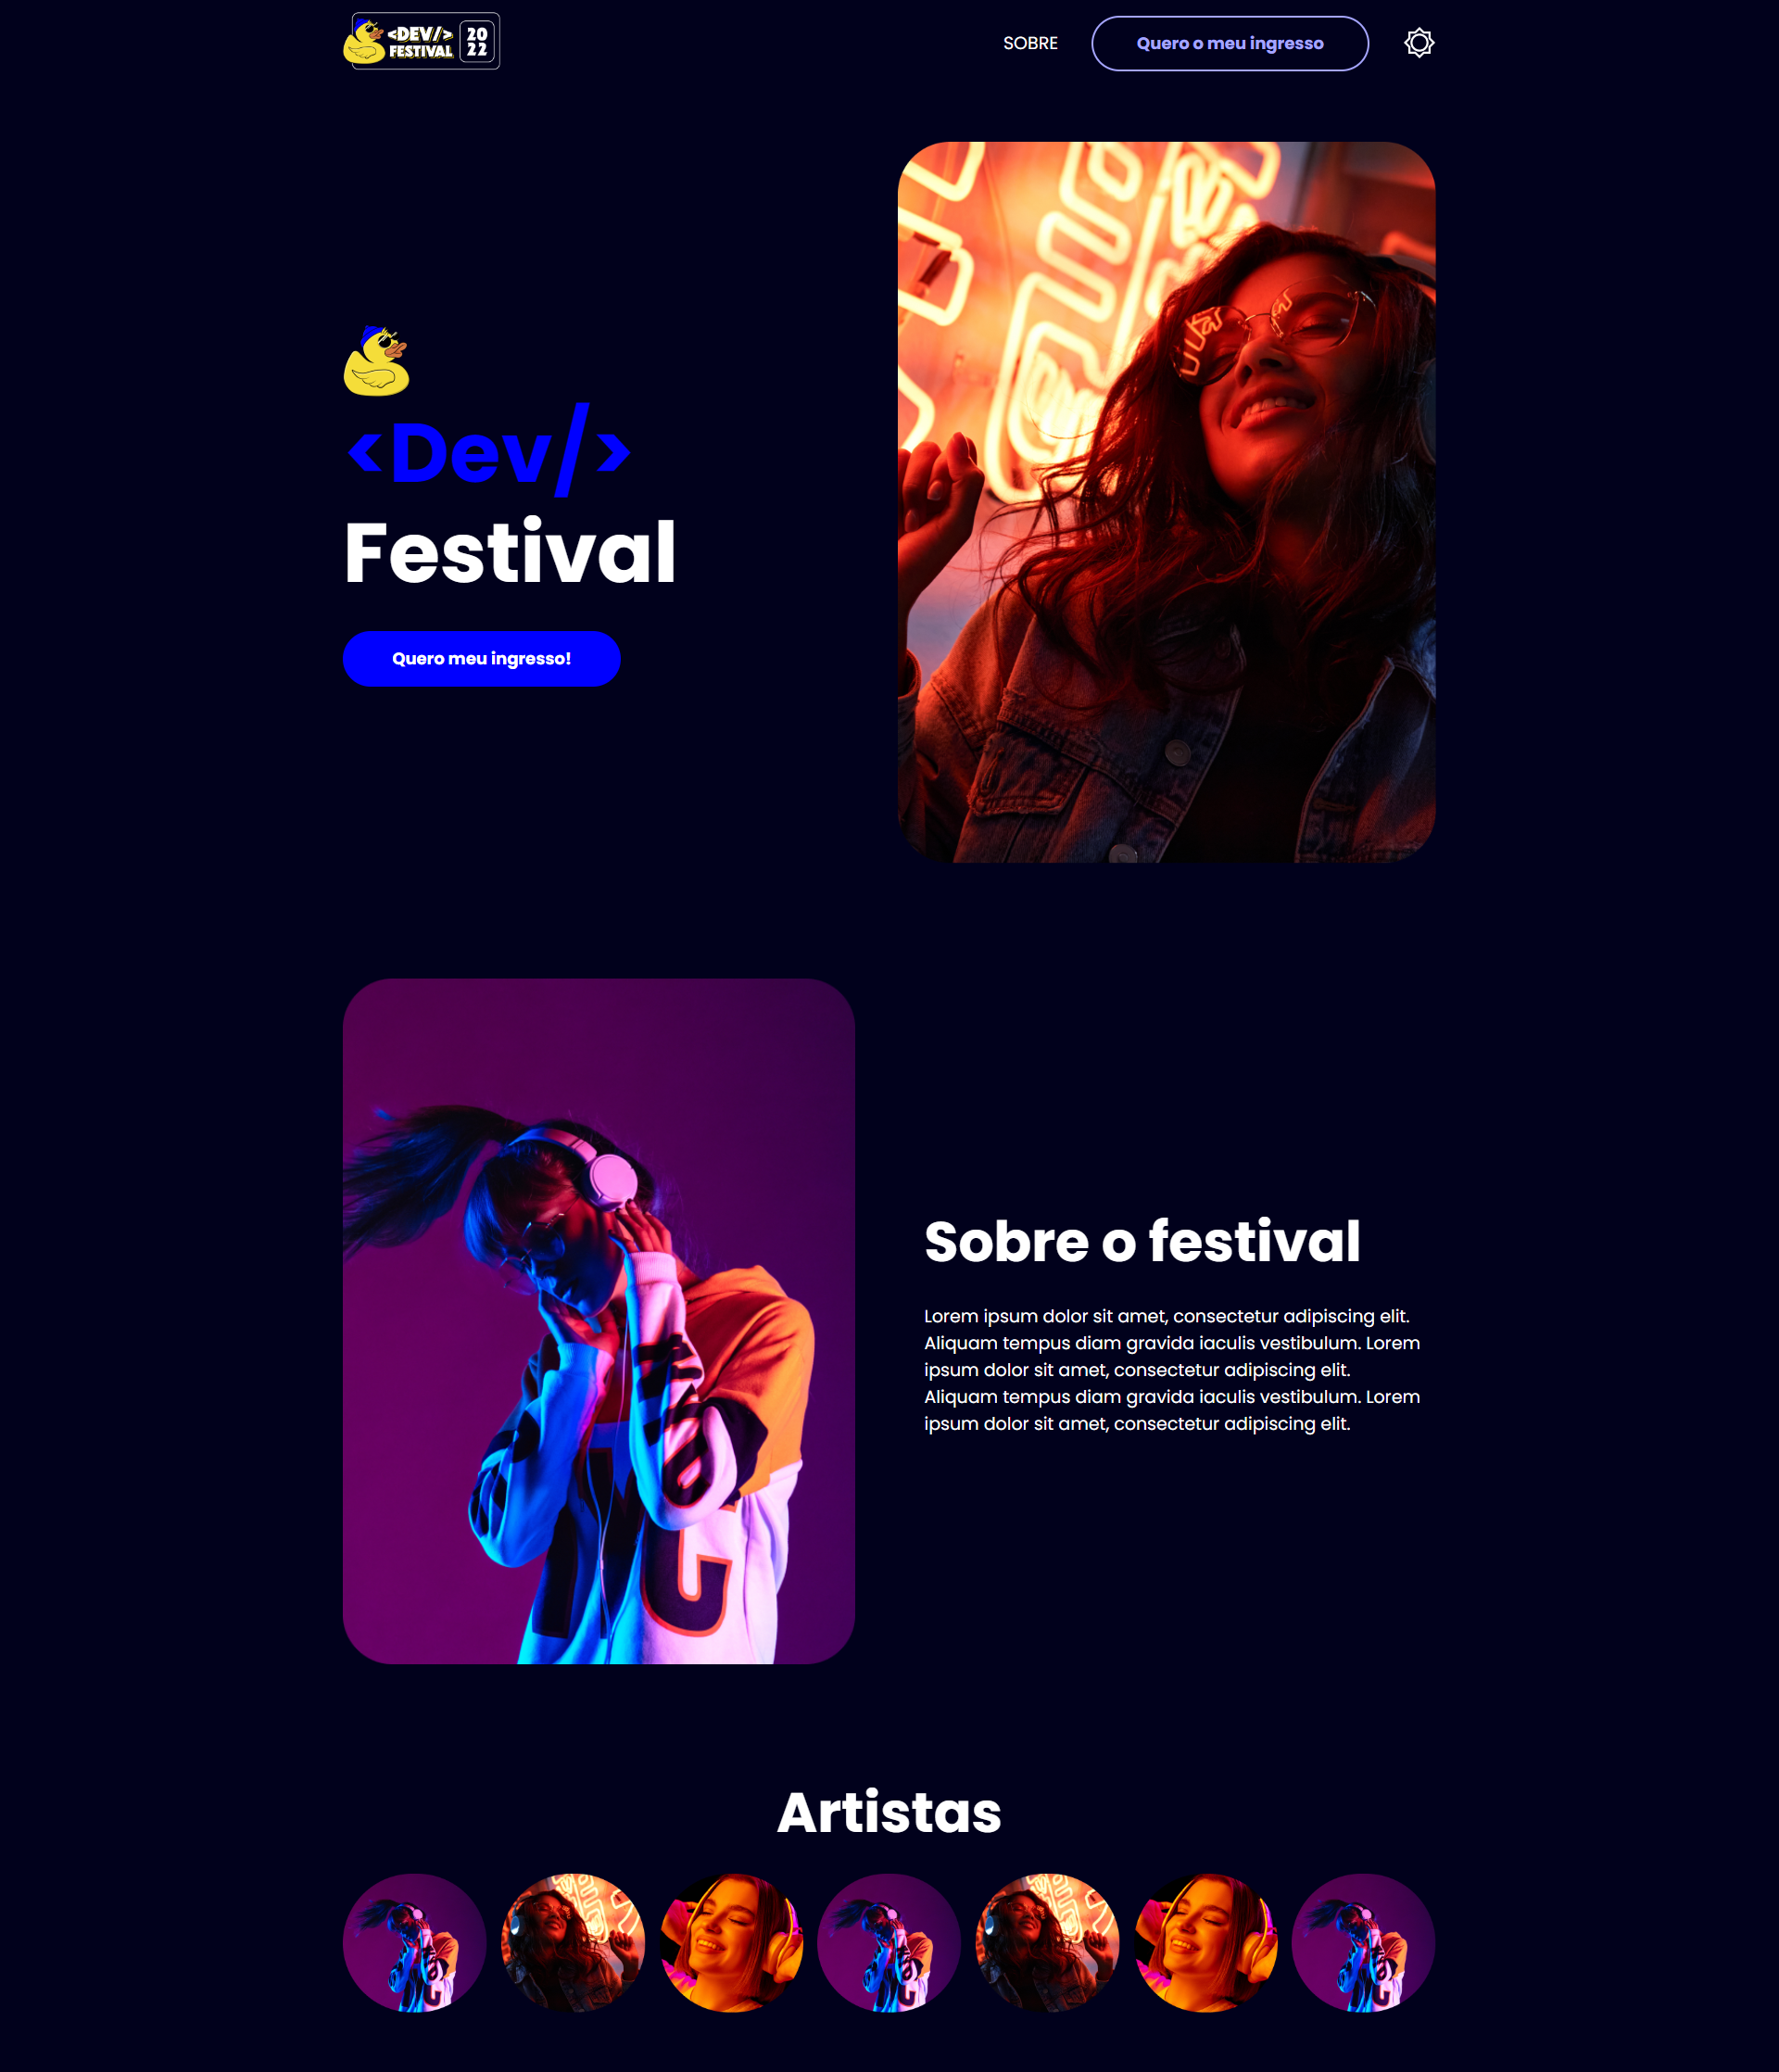 <DEV/>
FESTIVAL
20
22
SOBRE
Quero o meu ingresso
<Dev/>
Festival
Quero meu ingresso!
Sobre o festival
Lorem ipsum dolor sit amet, consectetur adipiscing elit.
Aliquam tempus diam gravida iaculis vestibulum. Lorem
ipsum dolor sit amet, consectetur adipiscing elit.
Aliquam tempus diam gravida iaculis vestibulum. Lorem
ipsum dolor sit amet, consectetur adipiscing elit.
Artistas